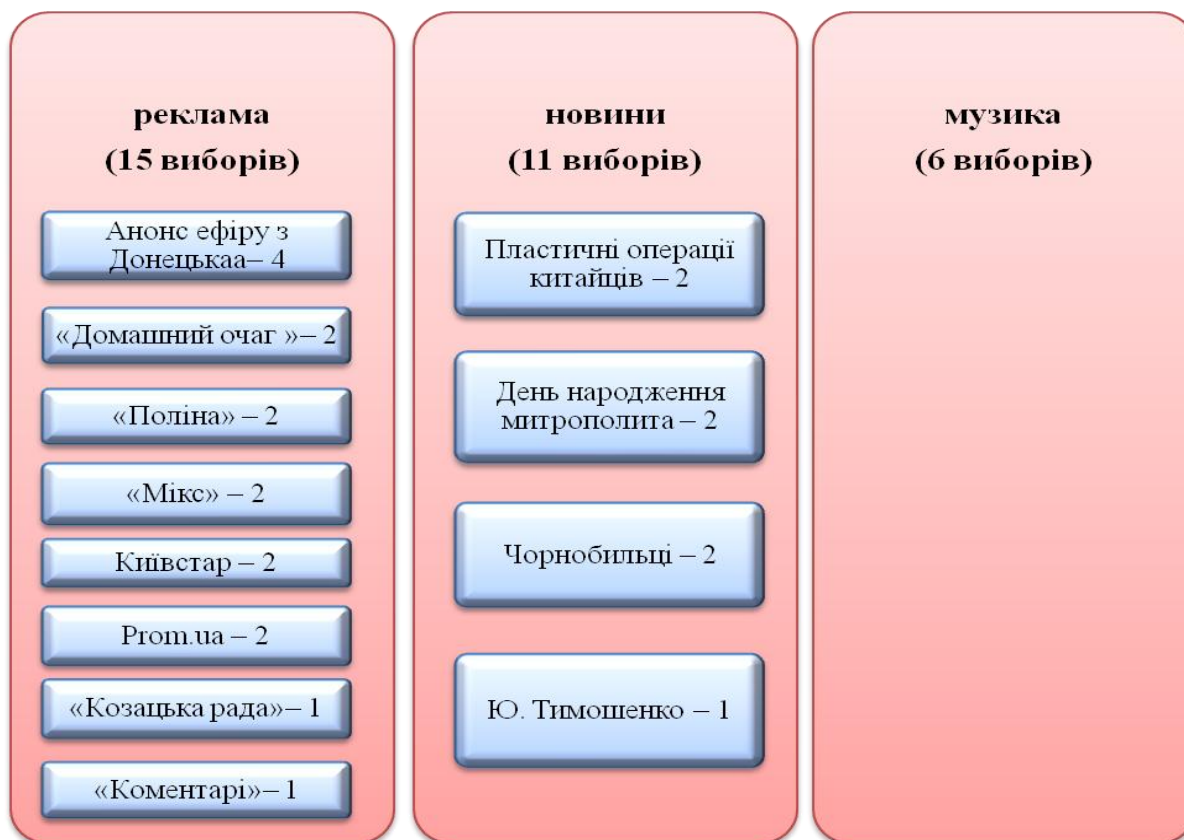 реклама
(15 виборів)
Анонс ефіру з
Донецькаа– 4
«Домашний очаг »– 2
«Поліна» – 2
«Мікс» – 2
Київстар – 2
Prom.ua – 2
«Козацька рада»– 1
«Коментарі»– 1
новини
(11 виборів)
Пластичні операції
китайців – 2
День народження
митрополита – 2
Чорнобильці – 2
Ю. Тимошенко – 1
музика
(6 виборів)